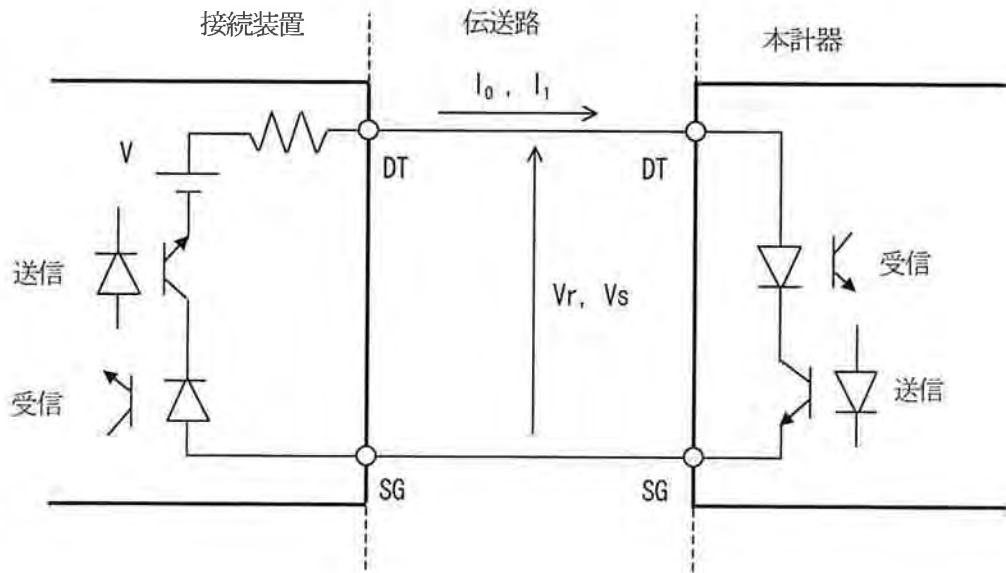 接続装置
伝送路
本計器
I₀ , I₁
V
DT
DT
送信
受信
Vr, Vs
受信
送信
SG
SG